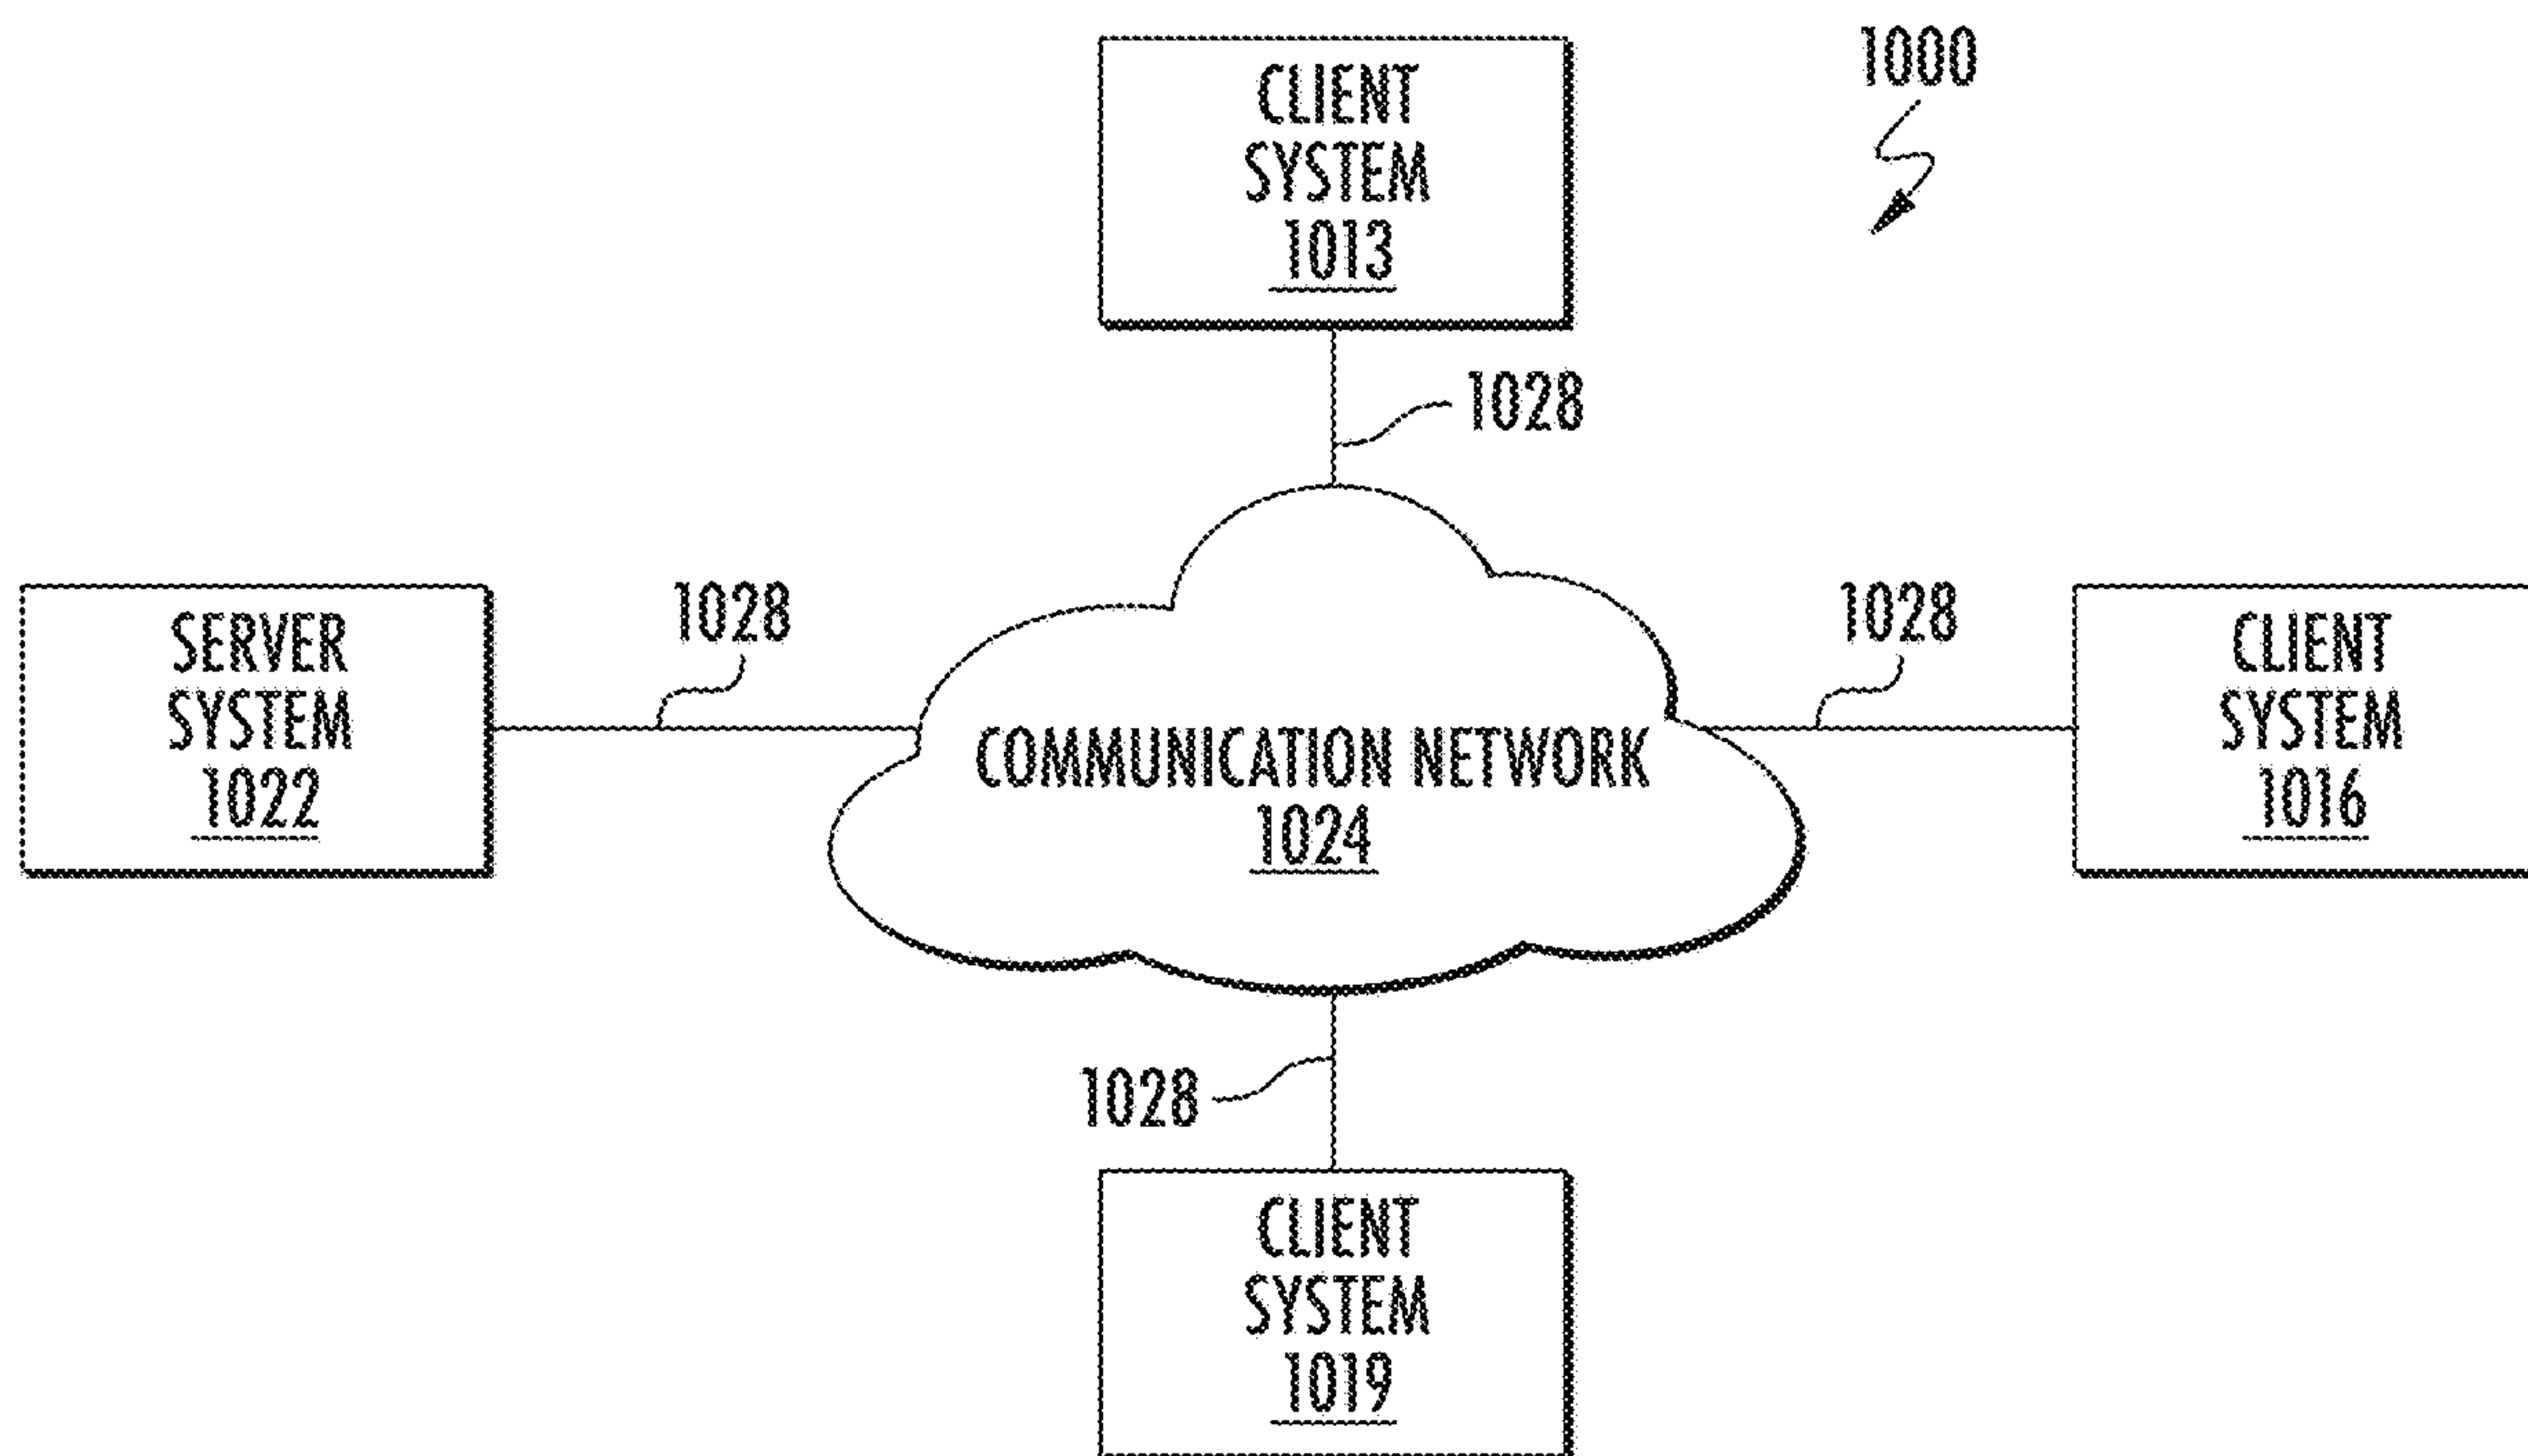 1000
CLIENT
SYSTEM
1013
1028
SERVER
SYSTEM
1022
1028
COMMUNICATION NETWORK
1024
1028
CLIENT
SYSTEM
1016
1028
CLIENT
SYSTEM
1019